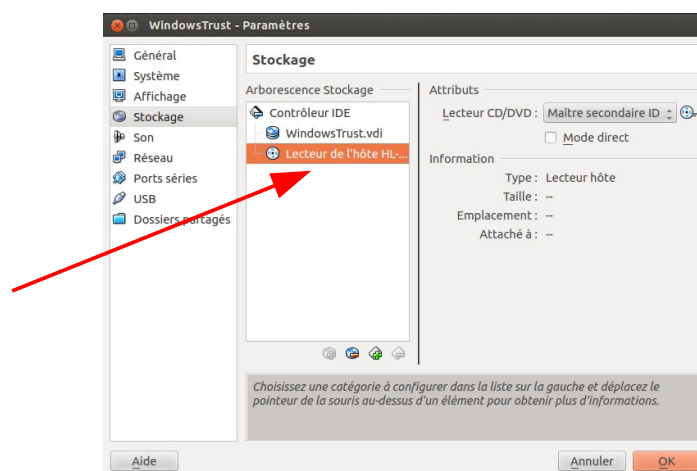 WindowsTrust - Paramètres
Général
Système
Affichage
Stockage
Son
Réseau
Ports séries
USB
Dossiers partagés
Stockage
Arborescence Stockage
Contrôleur IDE
WindowsTrust.vdi
Lecteur de l'hôte HL-...
Attributs
Lecteur CD/DVD : Maître secondaire ID
Mode direct
Information
Type : Lecteur hôte
Taille : --
Emplacement : --
Attaché à : --
Choisissez une catégorie à configurer dans la liste sur la gauche et déplacez le
pointeur de la souris au-dessus d'un élément pour obtenir plus d'informations.
Aide
Annuler
OK